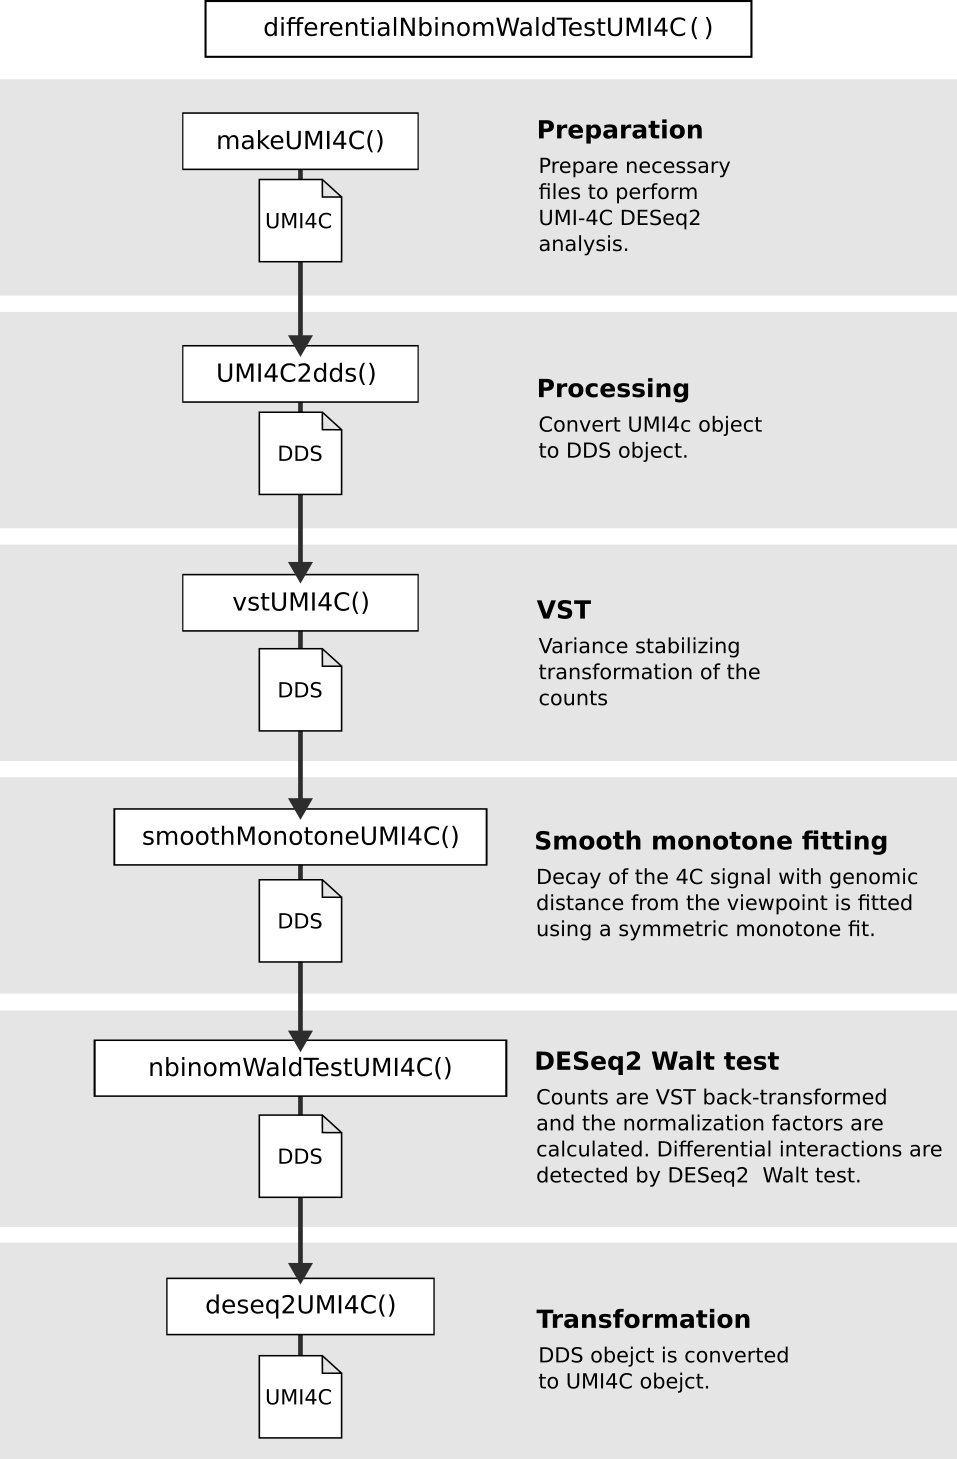 differentialNbinomWaldTestUMI4C()
makeUMI4C()
UMI4C
Preparation
Prepare necessary
files to perform
UMI-4C DESeq2
analysis.
UMI4C2dds()
DDS
Processing
Convert UMI4c object
to DDS object.
vstUMI4C()
DDS
VST
Variance stabilizing
transformation of the
counts
smoothMonotoneUMI4C()
DDS
Smooth monotone fitting
Decay of the 4C signal with genomic
distance from the viewpoint is fitted
using a symmetric monotone fit.
nbinomWaldTestUMI4C()
DDS
DESeq2 Walt test
Counts are VST back-transformed
and the normalization factors are
calculated. Differential interactions are
detected by DESeq2  Walt test.
deseq2UMI4C()
UMI4C
Transformation
DDS obejct is converted
to UMI4C obejct.